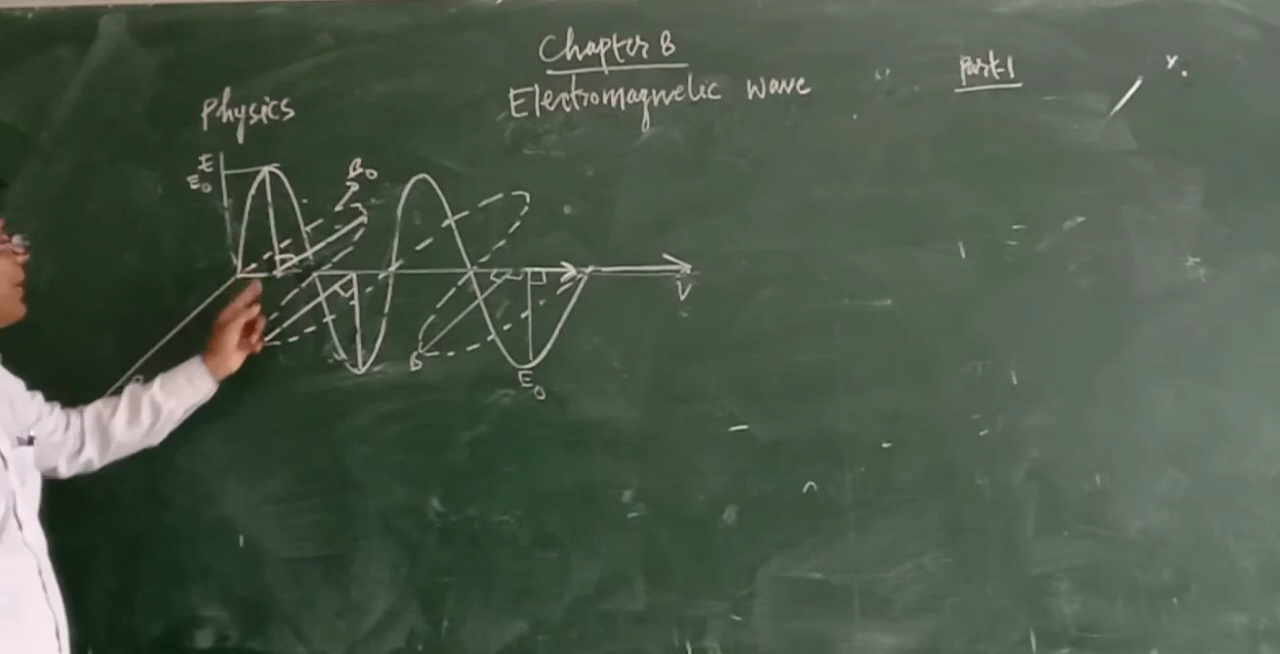 Chapter 8
Electromagnetic wave
Part-1
Physics
E
E₀
B₀
B
E₀
V